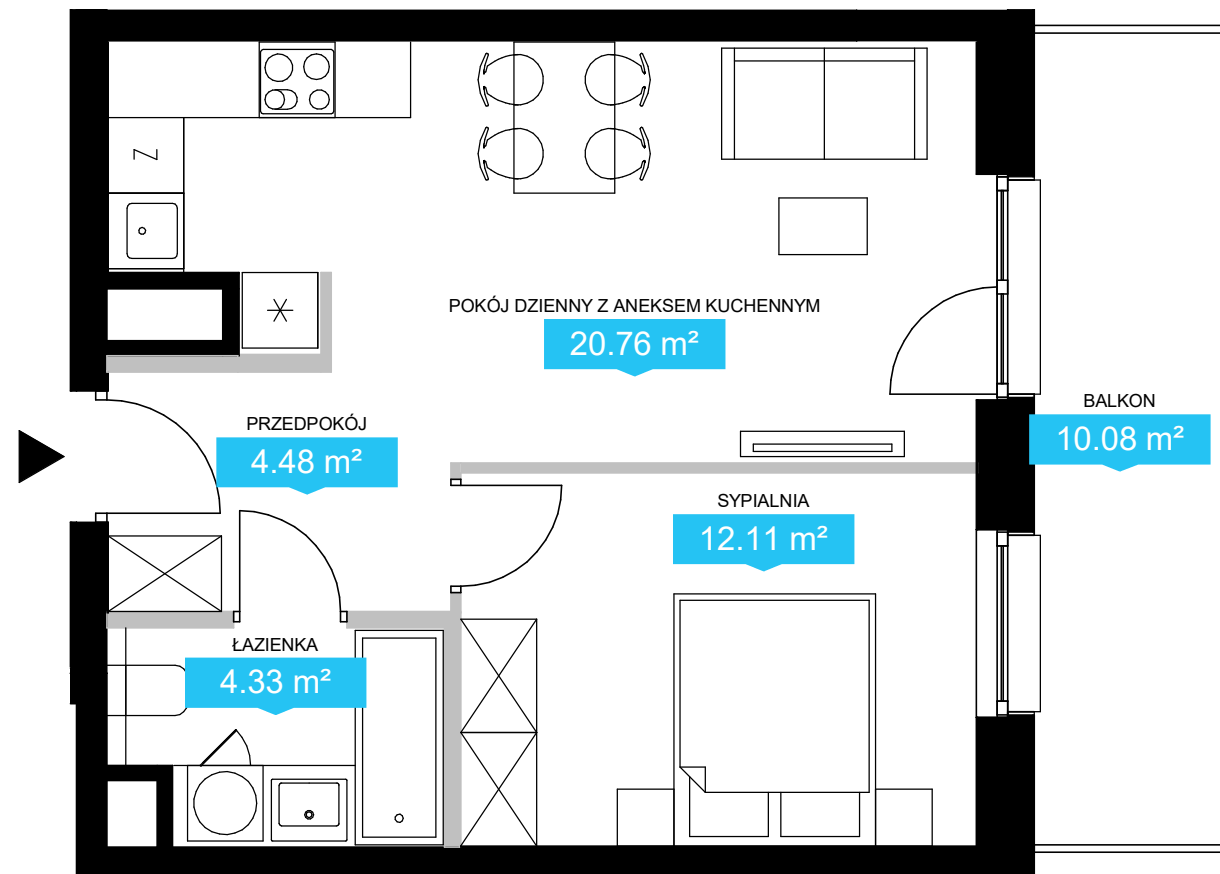 Z
POKÓJ DZIENNY Z ANEKSEM KUCHENNYM
20.76 m²
PRZEDPOKÓJ
4.48 m²
BALKON
10.08 m²
SYPIALNIA
12.11 m²
ŁAZIENKA
4.33 m²